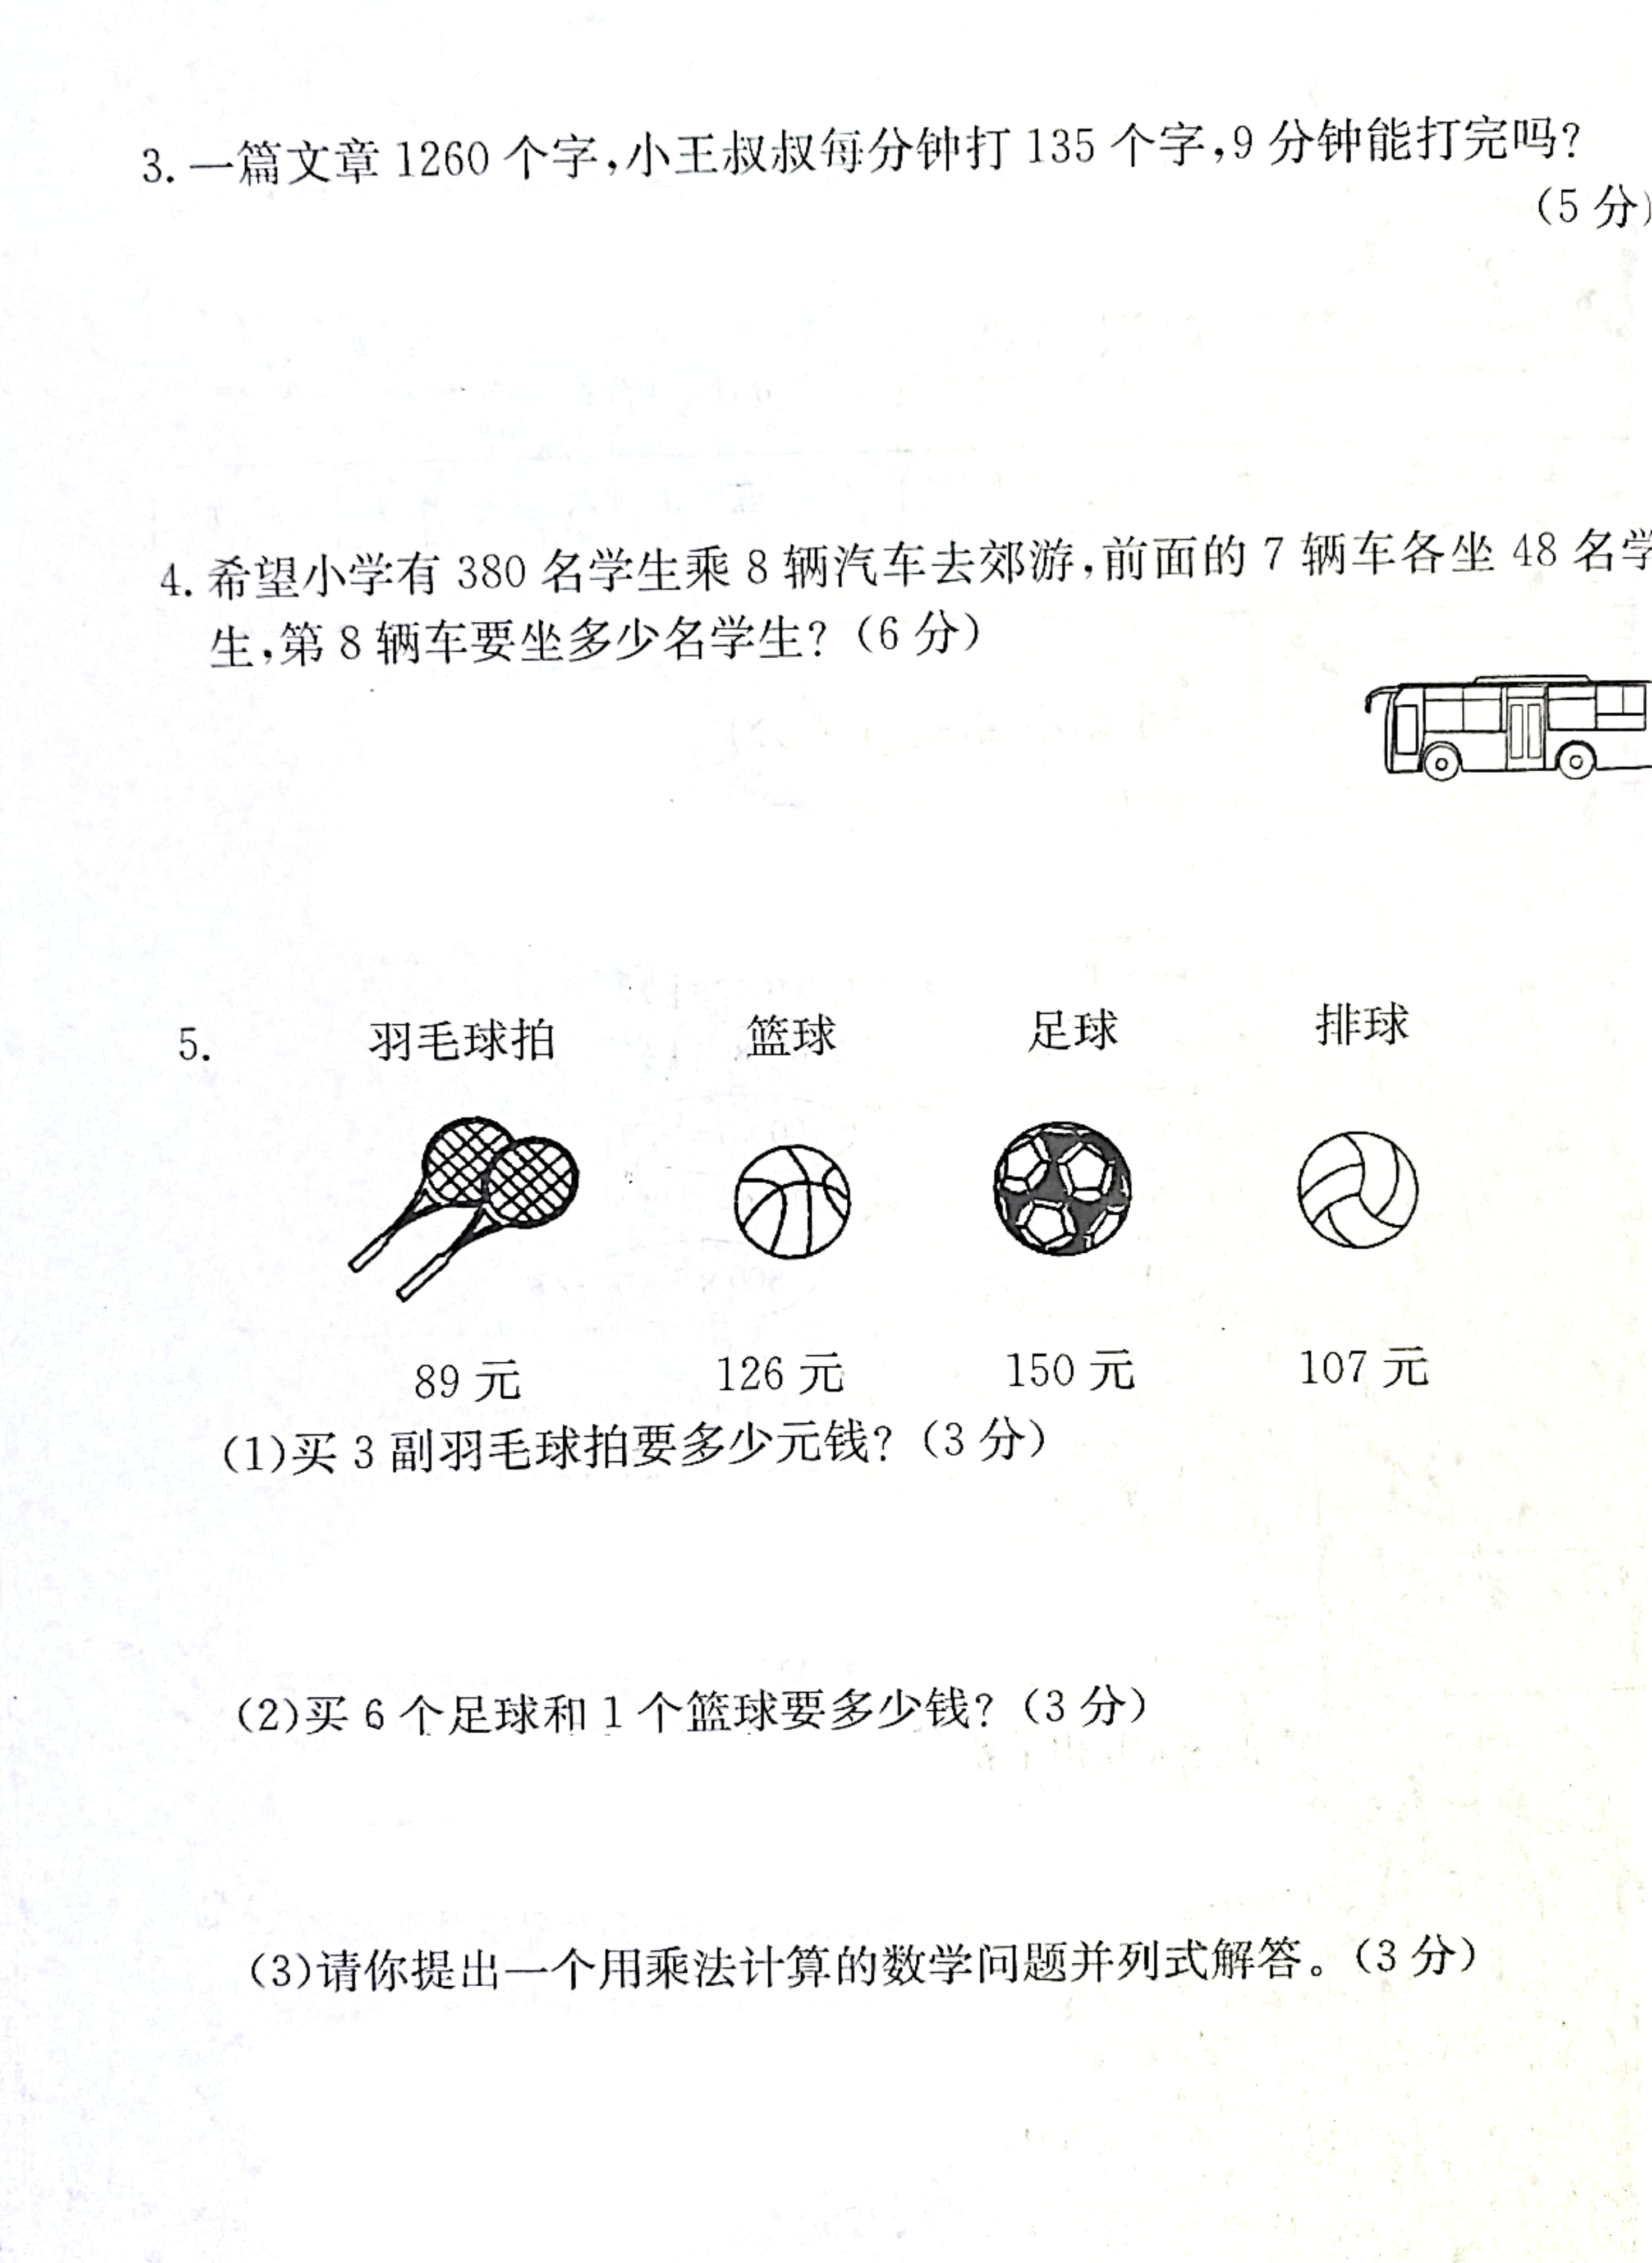 3. 一篇文章 1260 个字,小王叔叔每分钟打 135 个字,9 分钟能打完吗?
(5 分)
4. 希望小学有 380 名学生乘 8 辆汽车去郊游,前面的 7 辆车各坐 48 名学
生,第 8 辆车要坐多少名学生?(6 分)
5. 羽毛球拍 篮球 足球 排球
89 元 126 元 150 元 107 元
(1)买 3 副羽毛球拍要多少元钱?(3 分)
(2)买 6 个足球和 1 个篮球要多少钱?(3 分)
(3)请你提出一个用乘法计算的数学问题并列式解答。(3 分)